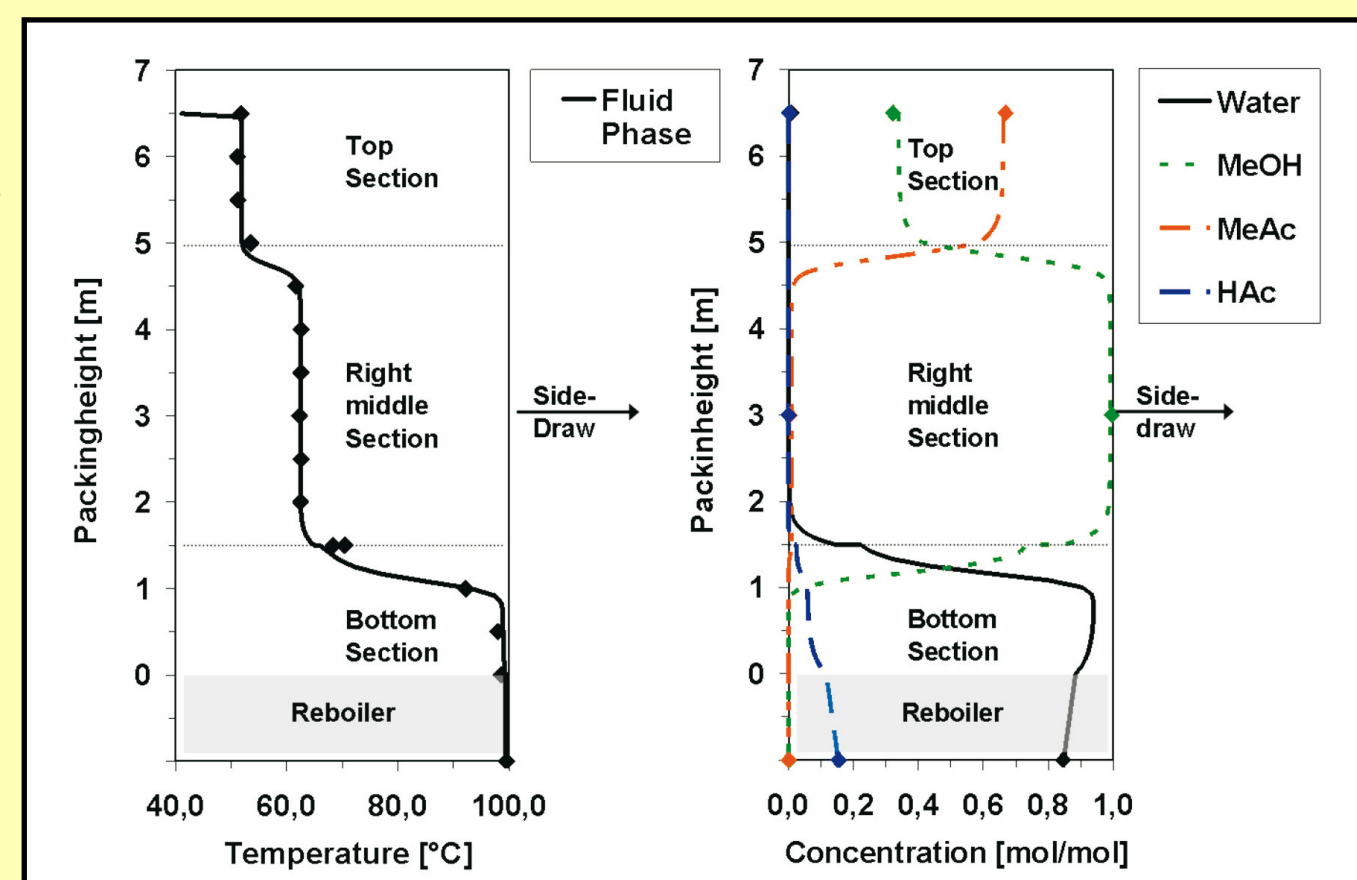 7
6
5
4
3
2
1
0
Packingheight [m]
Fluid
Phase
Top
Section
Right
middle
Section
Side-
Draw
Bottom
Section
Reboiler
40,0 60,0 80,0 100,0
Temperature [°C]
7
6
5
4
3
2
1
0
Packinheight [m]
Water
MeOH
MeAc
HAc
Top
Section
Right
middle
Section
Side-
draw
Bottom
Section
Reboiler
0,0 0,2 0,4 0,6 0,8 1,0
Concentration [mol/mol]